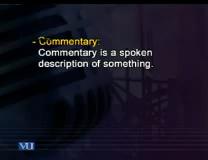 - Commentary:
Commentary is a spoken
description of something.
VU